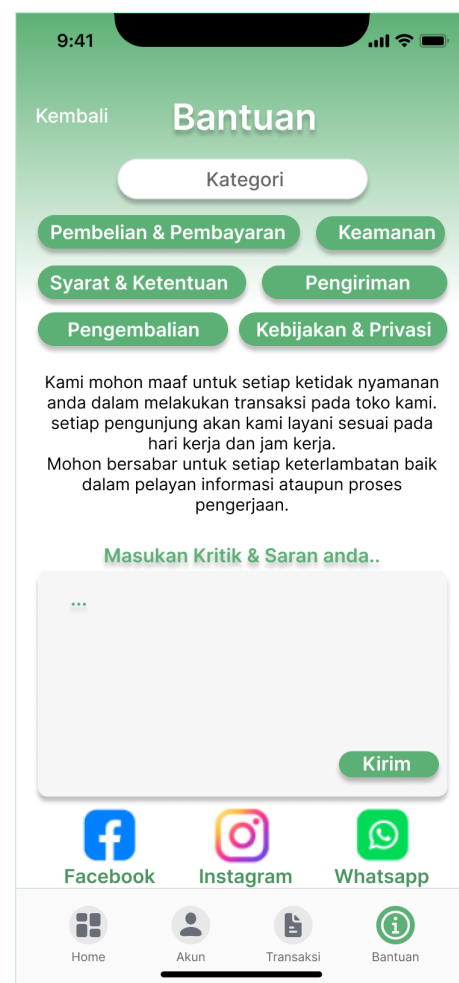 9:41
Kembali
Bantuan
Kategori
Pembelian & Pembayaran
Keamanan
Syarat & Ketentuan
Pengiriman
Pengembalian
Kebijakan & Privasi
Kami mohon maaf untuk setiap ketidak nyamanan
anda dalam melakukan transaksi pada toko kami.
setiap pengunjung akan kami layani sesuai pada
hari kerja dan jam kerja.
Mohon bersabar untuk setiap keterlambatan baik
dalam pelayan informasi ataupun proses
pengerjaan.
Masukan Kritik & Saran anda..
...
Kirim
Facebook
Instagram
Whatsapp
Home
Akun
Transaksi
Bantuan